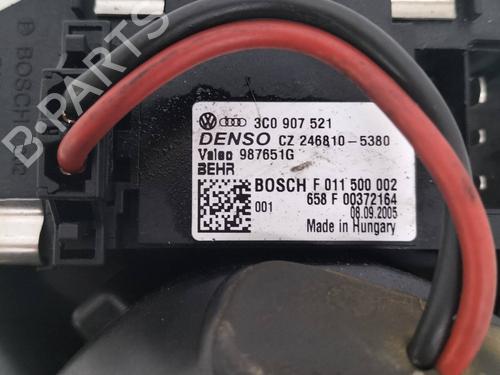 BOSCH
3C0 907 521
DENSO CZ 246810-5380
Valeo 987651G
BEHR
BOSCH F 011 500 002
001 658 F 00372164
08.09.2005
Made in Hungary